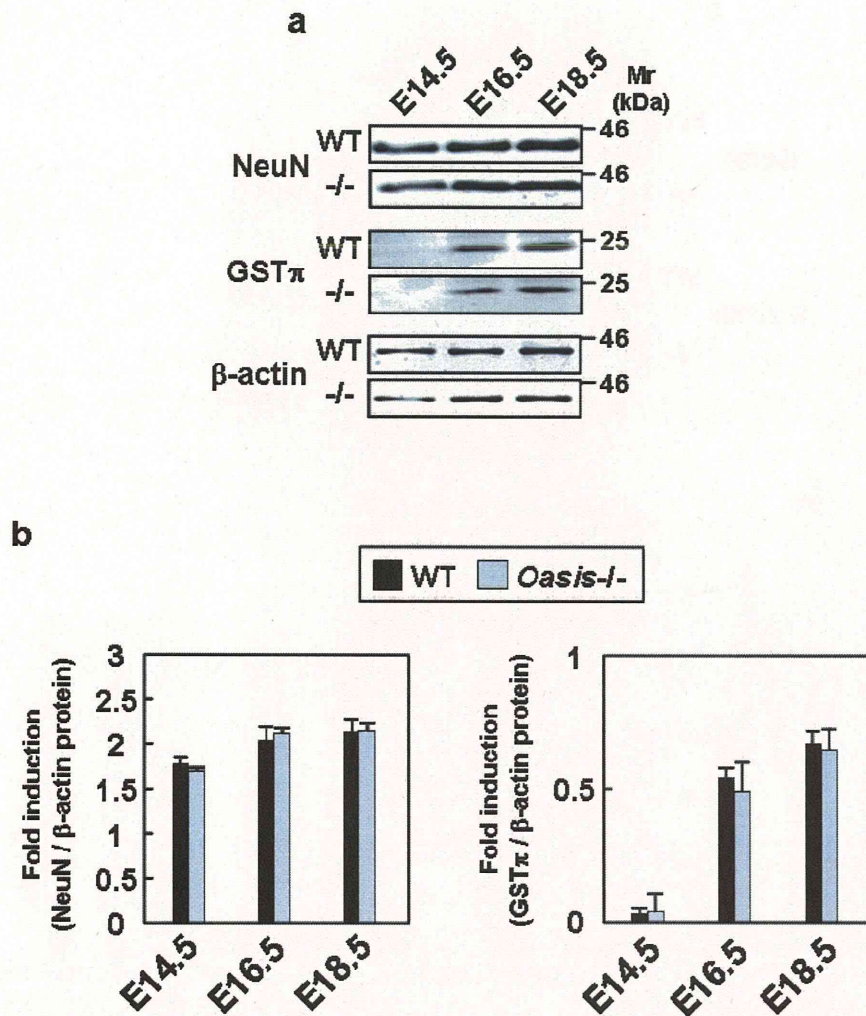 a
E14.5 E16.5 E18.5 Mr
(kDa)
NeuN WT 46
-/- 46
GSTπ WT 25
-/- 25
β-actin WT 46
-/- 46
b
WT Oasis-/-
Fold induction
(NeuN / β-actin protein)
3
2.5
2
1.5
1
0.5
0
E14.5 E16.5 E18.5
Fold induction
(GSTπ / β-actin protein)
1
0.5
0
E14.5 E16.5 E18.5